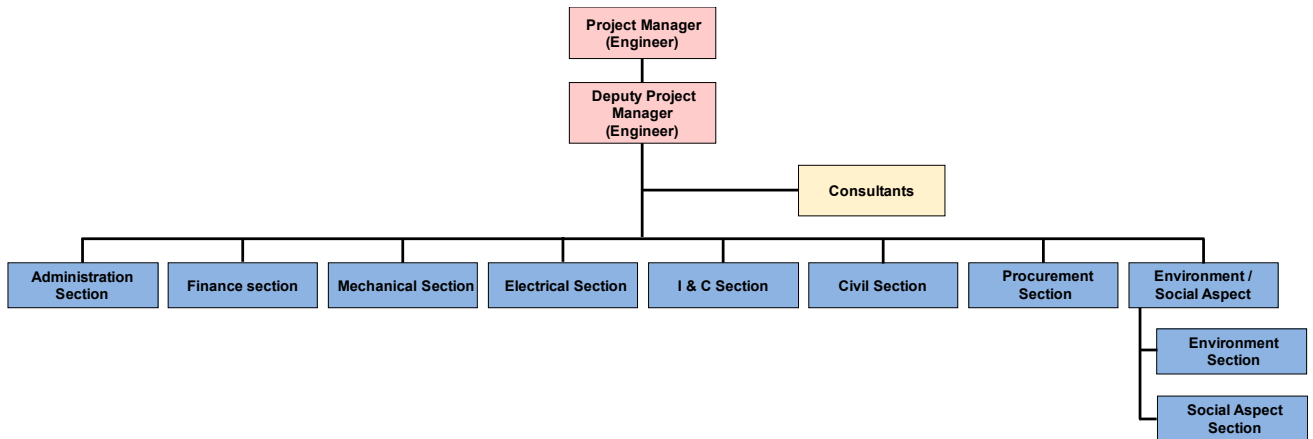 Project Manager
(Engineer)
Deputy Project
Manager
(Engineer)
Consultants
Administration
Section
Finance section
Mechanical Section
Electrical Section
I & C Section
Civil Section
Procurement
Section
Environment /
Social Aspect
Environment
Section
Social Aspect
Section